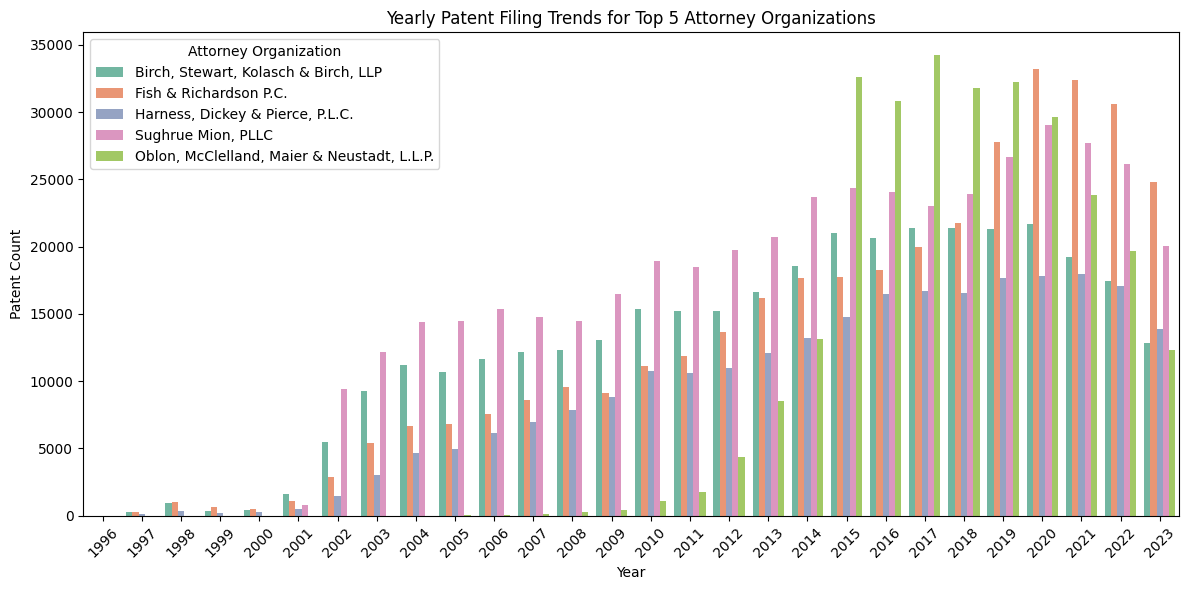 Yearly Patent Filing Trends for Top 5 Attorney Organizations
Attorney Organization
Birch, Stewart, Kolasch & Birch, LLP
Fish & Richardson P.C.
Harness, Dickey & Pierce, P.L.C.
Sughrue Mion, PLLC
Oblon, McClelland, Maier & Neustadt, L.L.P.
Patent Count
35000
30000
25000
20000
15000
10000
5000
0
1996 1997 1998 1999 2000 2001 2002 2003 2004 2005 2006 2007 2008 2009 2010 2011 2012 2013 2014 2015 2016 2017 2018 2019 2020 2021 2022 2023
Year